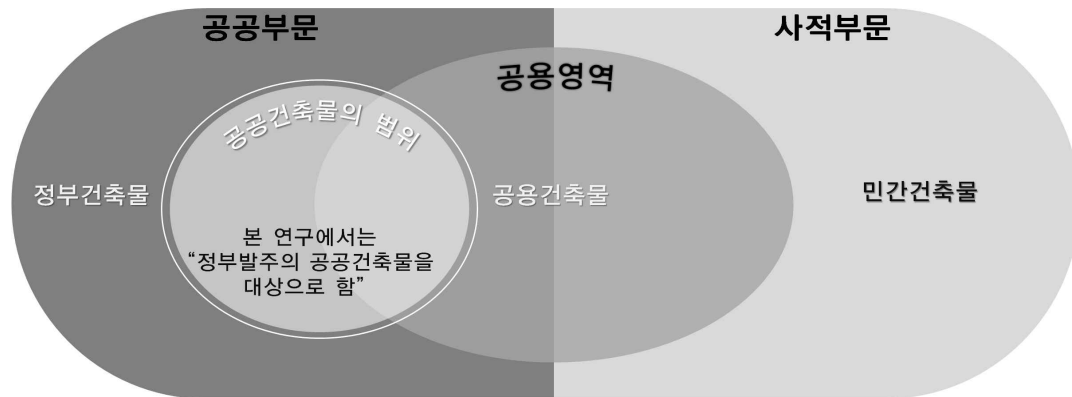 공공부문
사적부문
공용영역
공공건축물의 범위
정부건축물
공용건축물
민간건축물
본 연구에서는
“정부발주의 공공건축물을
대상으로 함”